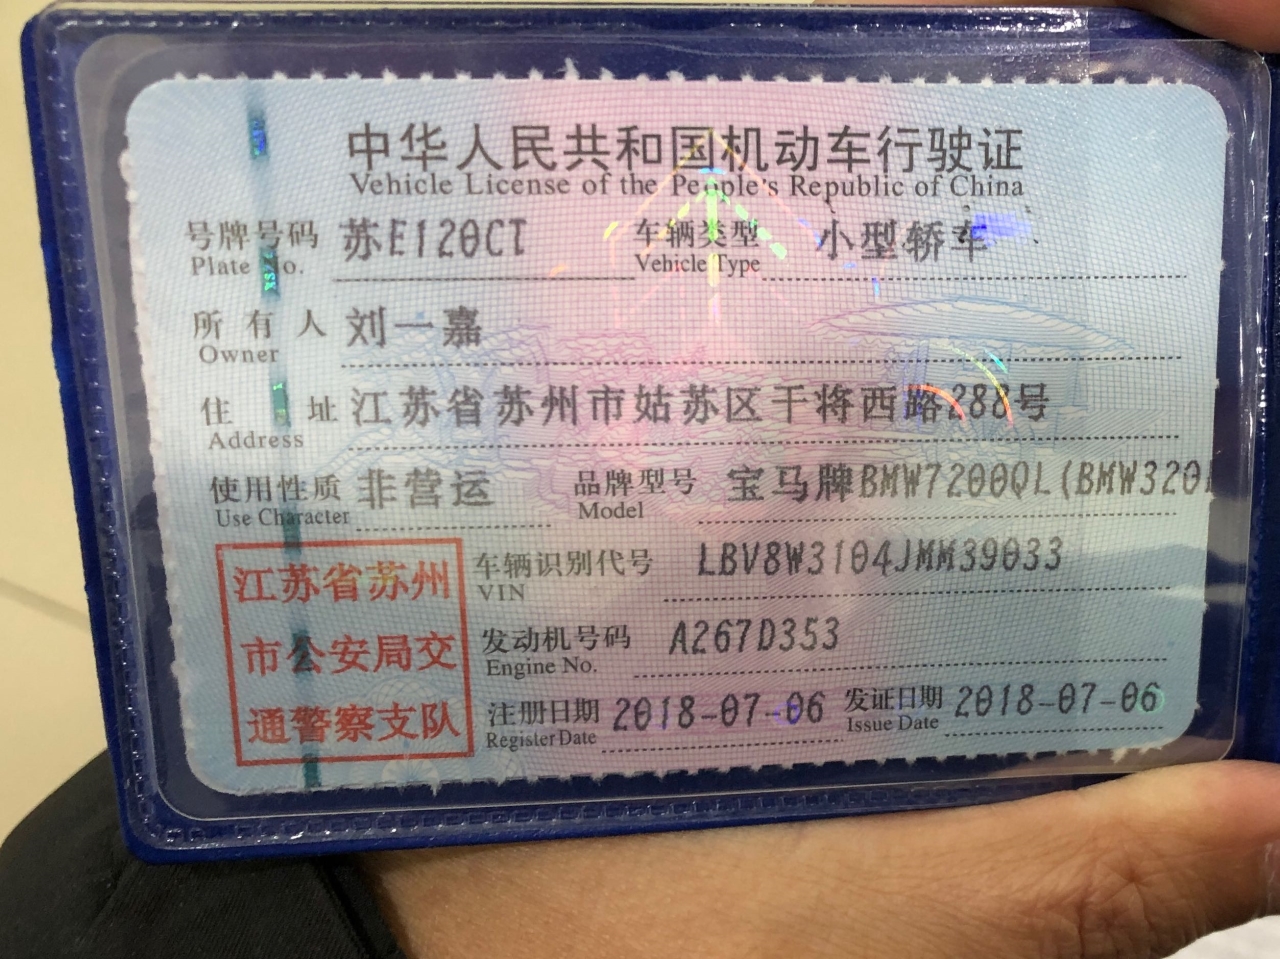 中华人民共和国机动车行驶证
Vehicle License of the People's Republic of China
号牌号码 苏E120CT 车辆类型 小型轿车
Plate No. Vehicle Type
所有人 刘一嘉
Owner
住址 江苏省苏州市姑苏区干将西路288号
Address
使用性质 非营运 品牌型号 宝马牌BMW7200QL(BMW320
Use Character Model
江苏省苏州
市公安局交
通警察支队
车辆识别代号 LBV8W3104JMM39033
VIN
发动机号码 A267D353
Engine No.
注册日期 2018-07-06 发证日期 2018-07-06
Register Date Issue Date